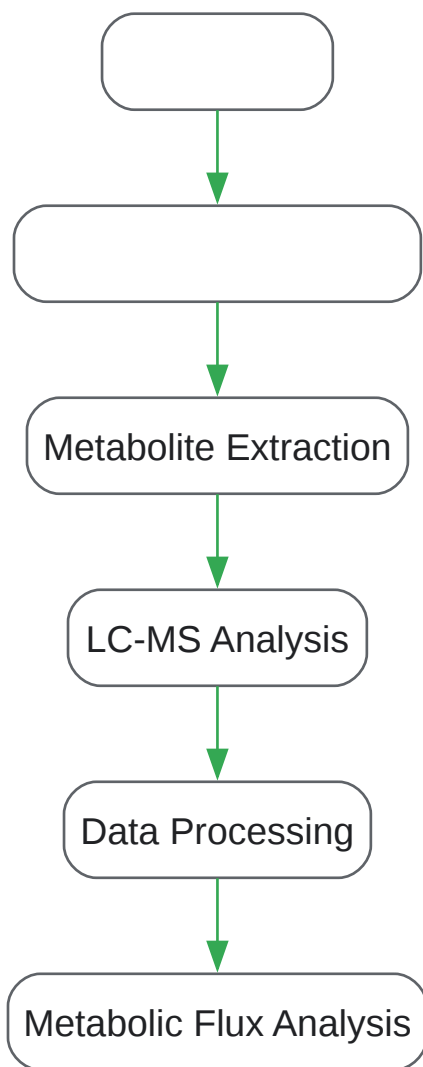 Metabolite Extraction
LC-MS Analysis
Data Processing
Metabolic Flux Analysis